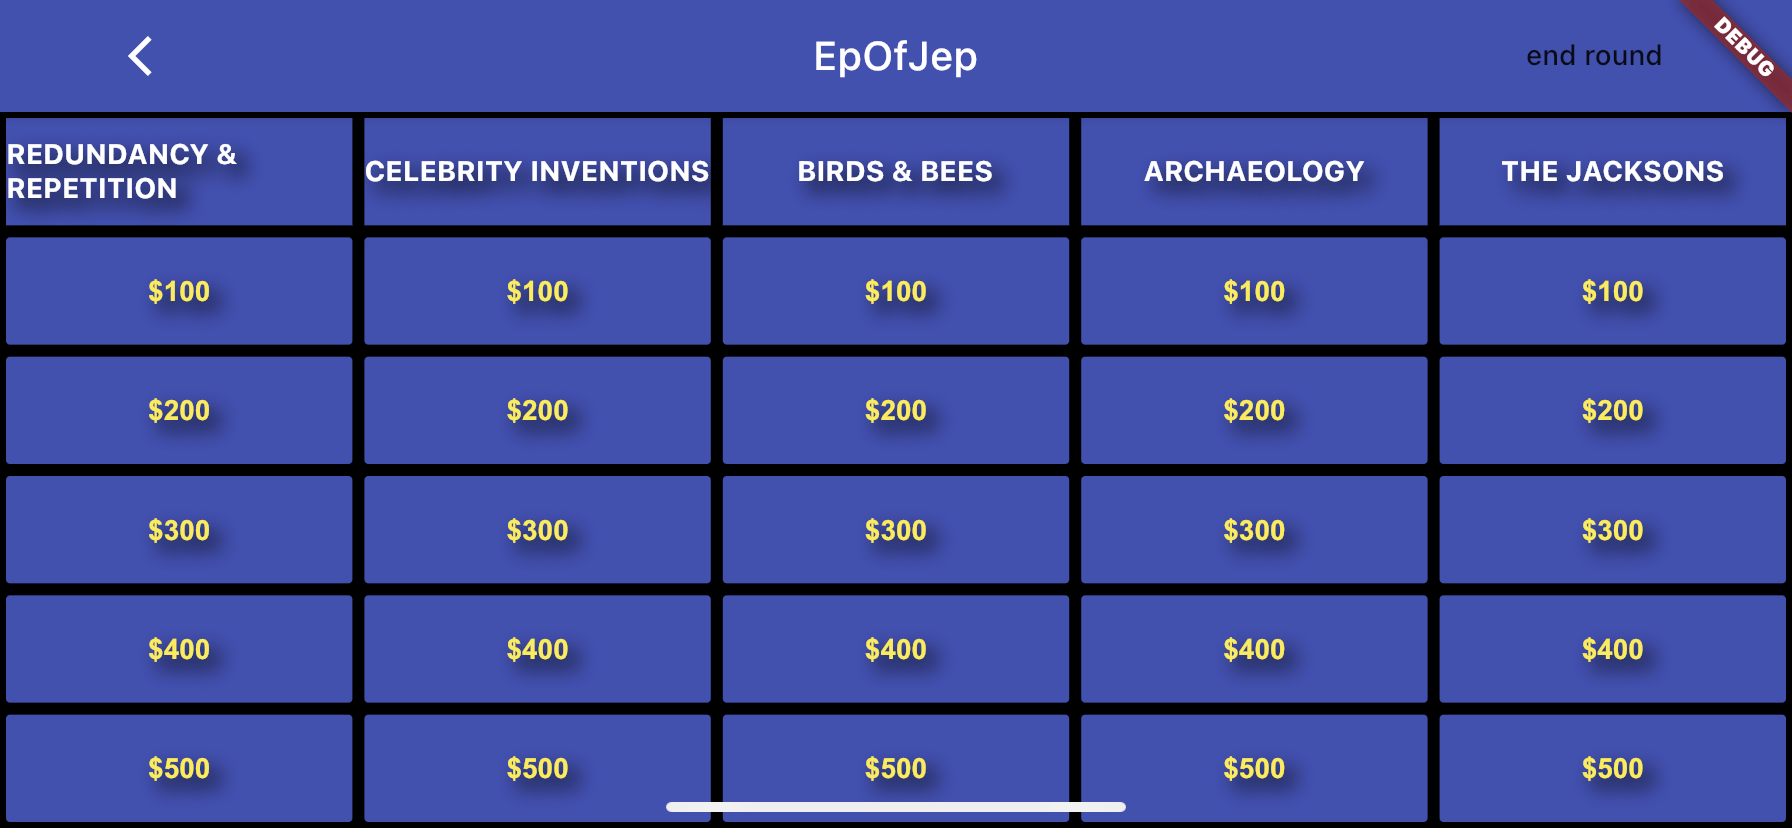 EpOfJep
end round
DEBUG
REDUNDANCY &
REPETITION
CELEBRITY INVENTIONS
BIRDS & BEES
ARCHAEOLOGY
THE JACKSONS
$100 $100 $100 $100 $100
$200 $200 $200 $200 $200
$300 $300 $300 $300 $300
$400 $400 $400 $400 $400
$500 $500 $500 $500 $500